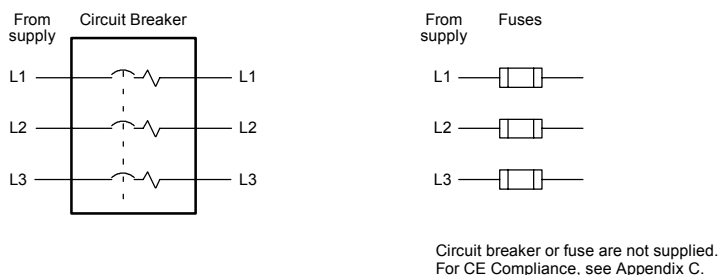 From
supply
Circuit Breaker
L1
L1
L2
L2
L3
L3
From
supply
Fuses
L1
L2
L3
Circuit breaker or fuse are not supplied.
For CE Compliance, see Appendix C.